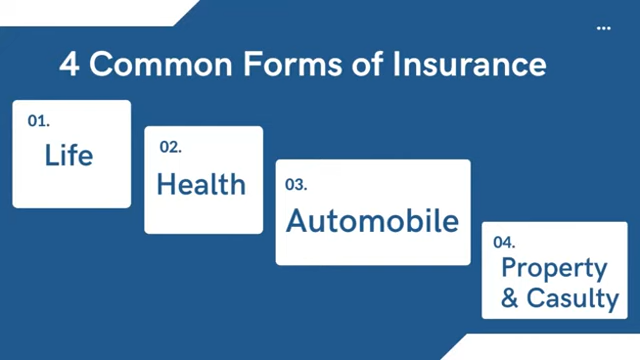 4 Common Forms of Insurance
01.
Life
02.
Health
03.
Automobile
04.
Property
& Casulty